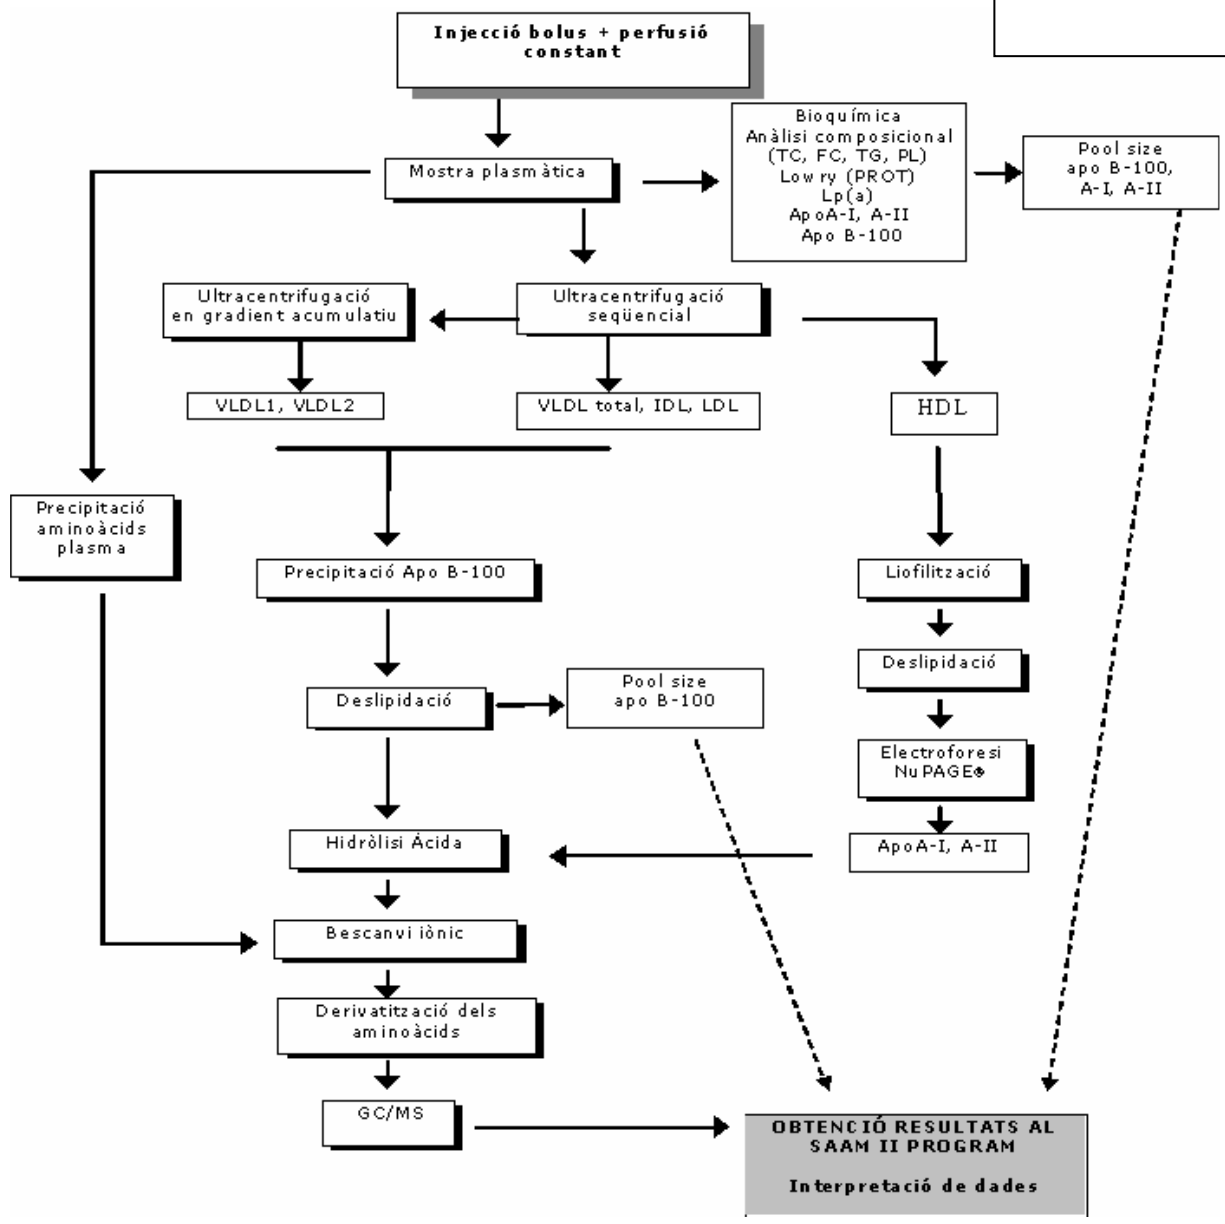 Injecció bolus + perfusió
constant
Bioquímica
Anàlisi composicional
(TC, FC, TG, PL)
Lowry (PROT)
Lp(a)
ApoA-I, A-II
Apo B-100
Pool size
apo B-100,
A-I, A-II
Mostra plasmàtica
Ultracentrifugació
en gradient acumulatiu
Ultracentrifugació
seqüencial
VLDL1, VLDL2
VLDL total, IDL, LDL
HDL
Precipitació
aminoàcids
plasma
Precipitació Apo B-100
Liofilització
Deslipidació
Pool size
apo B-100
Deslipidació
Electroforesi
NuPAGE®
Hidròlisi Àcida
ApoA-I, A-II
Bescanvi iònic
Derivatització dels
aminoàcids
GC/MS
OBTENCIÓ RESULTATS AL
SAAM II PROGRAM
Interpretació de dades